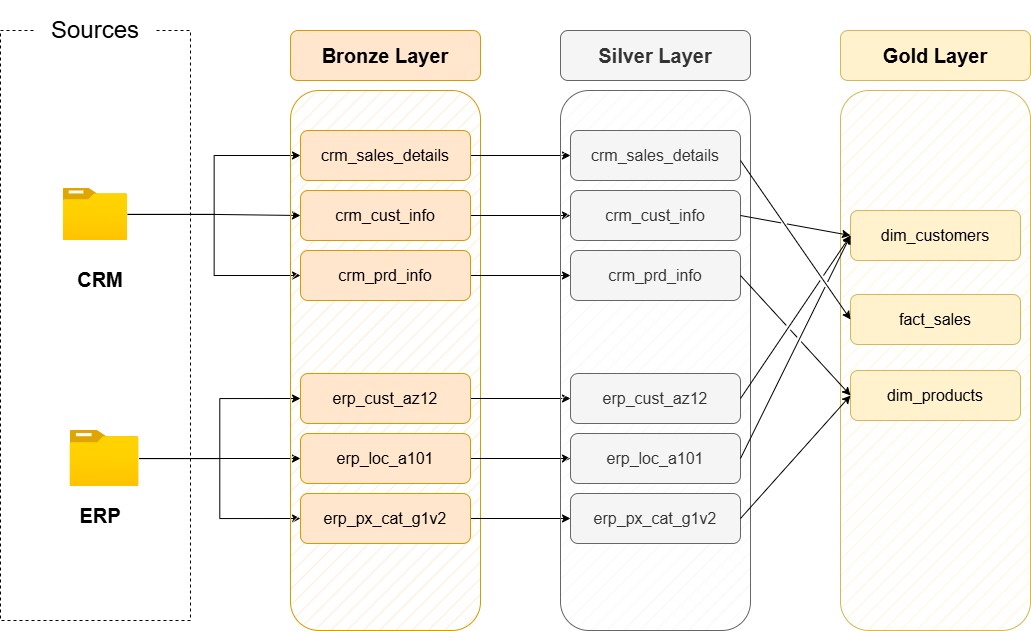 Sources
Bronze Layer
Silver Layer
Gold Layer
crm_sales_details
crm_sales_details
crm_cust_info
crm_cust_info
dim_customers
CRM
crm_prd_info
crm_prd_info
fact_sales
erp_cust_az12
erp_cust_az12
dim_products
erp_loc_a101
erp_loc_a101
ERP
erp_px_cat_g1v2
erp_px_cat_g1v2